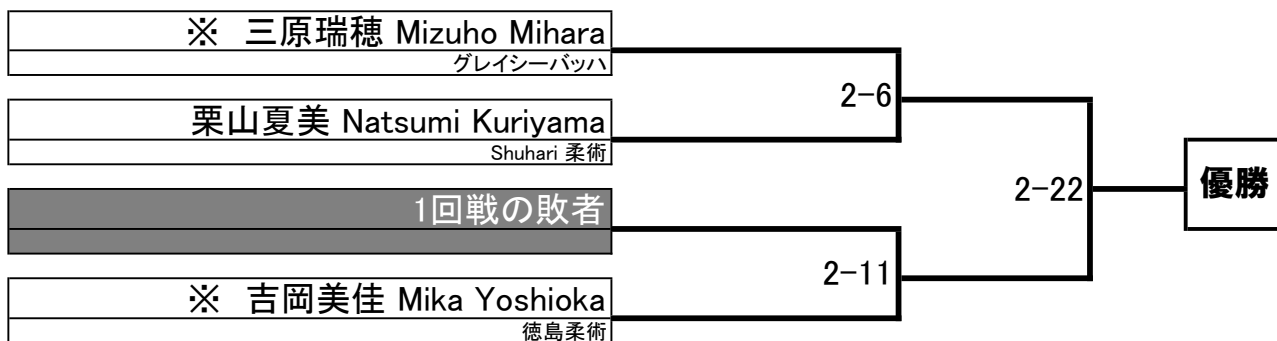 ※ 三原瑞穂 Mizuho Mihara
グレイシーバッハ
2-6
栗山夏美 Natsumi Kuriyama
Shuhari 柔術
2-22
優勝
1回戦の敗者
2-11
※ 吉岡美佳 Mika Yoshioka
徳島柔術